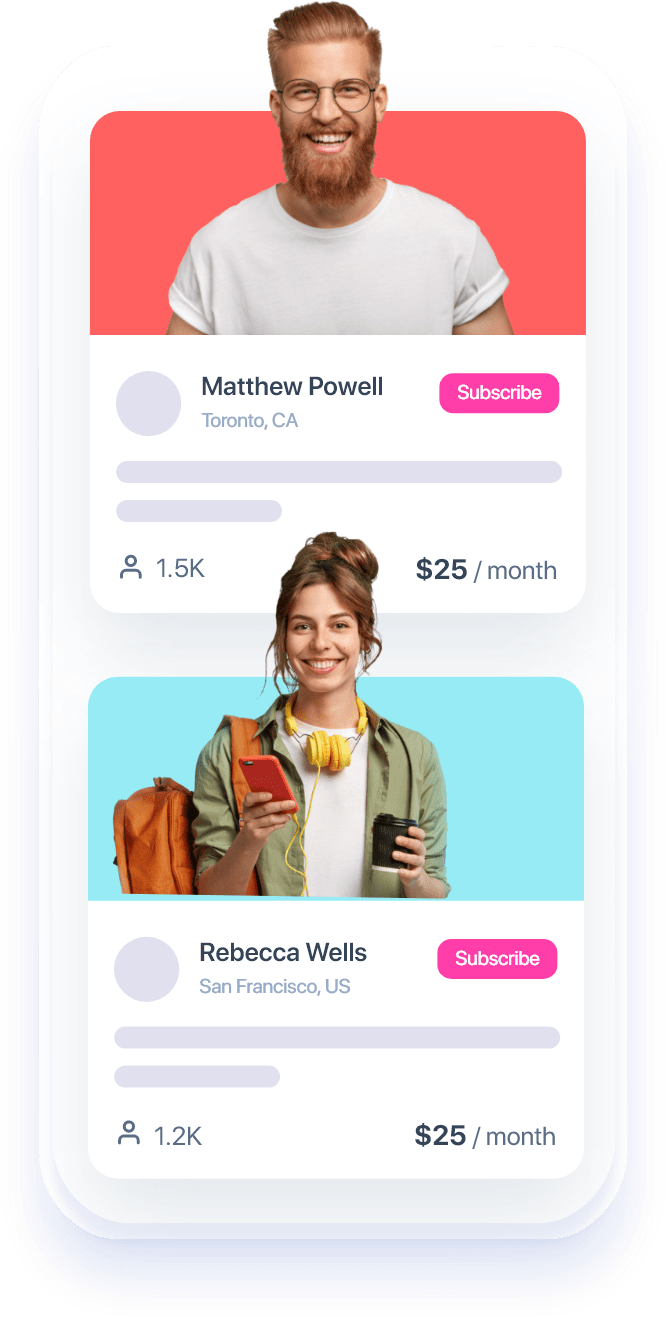 Matthew Powell
Subscribe
Toronto, CA
1.5K
$25 / month
Rebecca Wells
Subscribe
San Francisco, US
1.2K
$25 / month